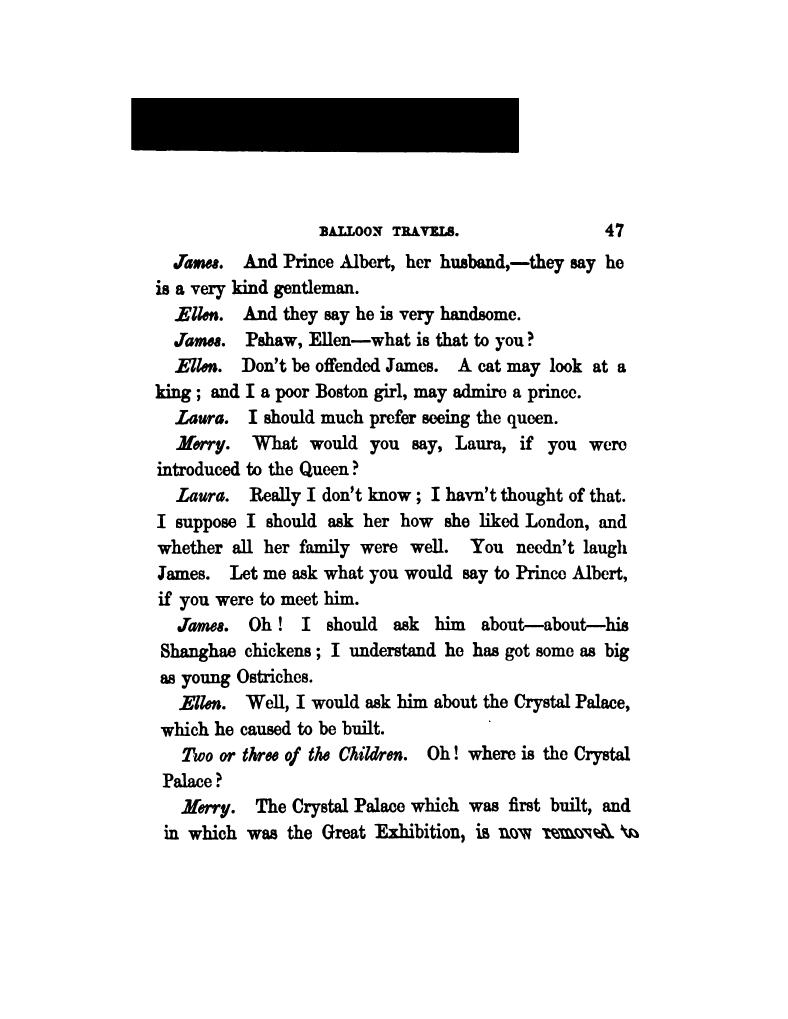 BALLOON TRAVELS. 47
James. And Prince Albert, her husband,—they say he
is a very kind gentleman.
Ellen. And they say he is very handsome.
James. Pshaw, Ellen—what is that to you?
Ellen. Don't be offended James. A cat may look at a
king; and I a poor Boston girl, may admire a prince.
Laura. I should much prefer seeing the queen.
Merry. What would you say, Laura, if you were
introduced to the Queen?
Laura. Really I don't know; I havn't thought of that.
I suppose I should ask her how she liked London, and
whether all her family were well. You needn't laugh
James. Let me ask what you would say to Prince Albert,
if you were to meet him.
James. Oh! I should ask him about—about—his
Shanghae chickens; I understand he has got some as big
as young Ostriches.
Ellen. Well, I would ask him about the Crystal Palace,
which he caused to be built.
Two or three of the Children. Oh! where is the Crystal
Palace?
Merry. The Crystal Palace which was first built, and
in which was the Great Exhibition, is now removed to